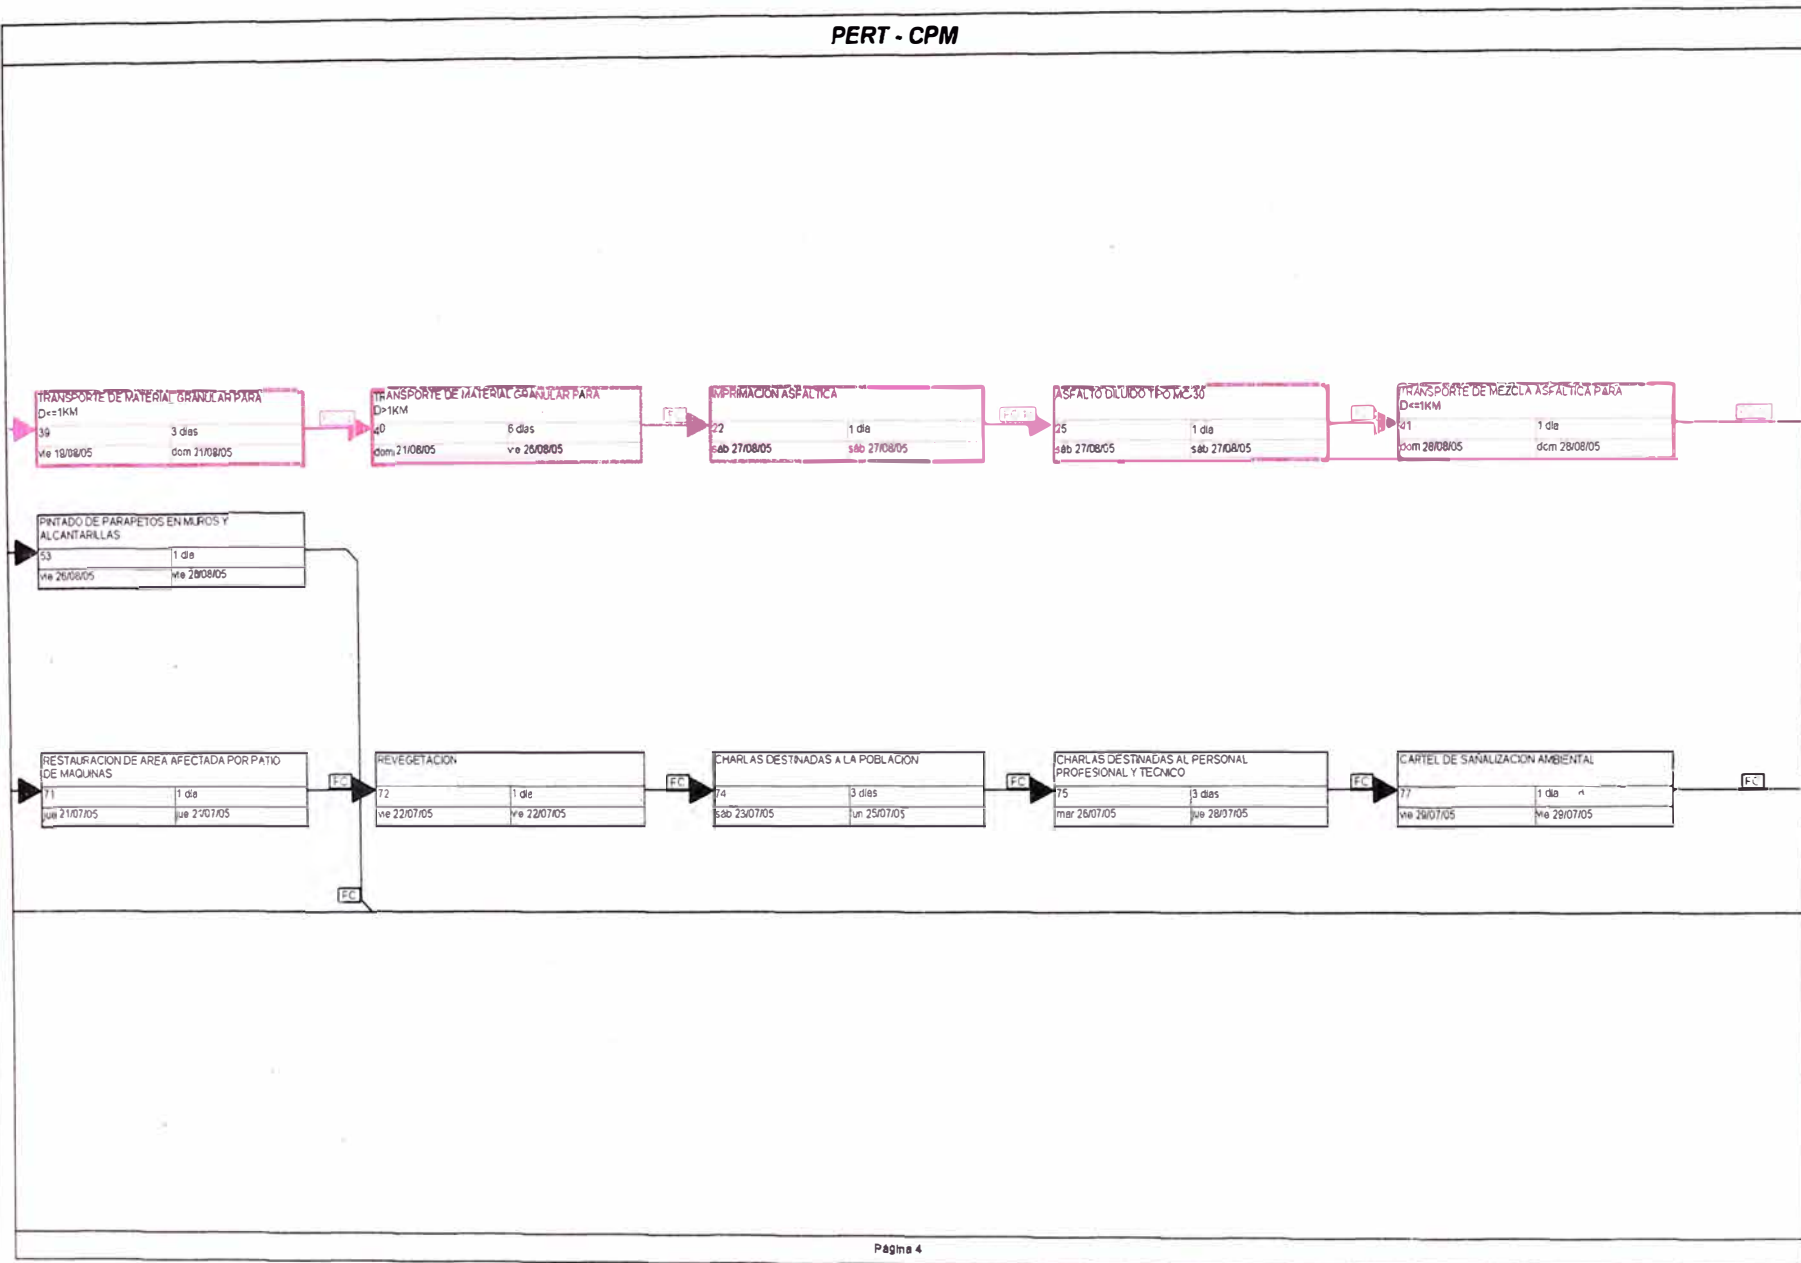 PERT - CPM
TRANSPORTE DE MATERIAL GRANULAR PARA
D<=1KM
39 3 dias
vie 19/08/05 dom 21/08/05
TRANSPORTE DE MATERIAL GRANULAR PARA
D>1KM
40 6 dias
dom 21/08/05 vie 26/08/05
FC
IMPRIMACION ASFALTICA
22 1 dia
sáb 27/08/05 sáb 27/08/05
ASFALTO DILUIDO TIPO MC-30
25 1 dia
sáb 27/08/05 sáb 27/08/05
TRANSPORTE DE MEZCLA ASFALTICA PARA
D<=1KM
41 1 dia
dom 28/08/05 dom 28/08/05
PINTADO DE PARAPETOS EN MUROS Y
ALCANTARILLAS
53 1 dia
vie 26/08/05 vie 26/08/05
RESTAURACION DE AREA AFECTADA POR PATIO
DE MAQUINAS
71 1 dia
jue 21/07/05 jue 21/07/05
FC
REVEGETACION
72 1 dia
vie 22/07/05 vie 22/07/05
FC
CHARLAS DESTINADAS A LA POBLACION
74 3 dias
sáb 23/07/05 lun 25/07/05
FC
CHARLAS DESTINADAS AL PERSONAL
PROFESIONAL Y TECNICO
75 3 dias
mar 26/07/05 jue 28/07/05
FC
CARTEL DE SAÑALIZACION AMBIENTAL
77 1 dia
vie 29/07/05 vie 29/07/05
FC
FC
Página 4